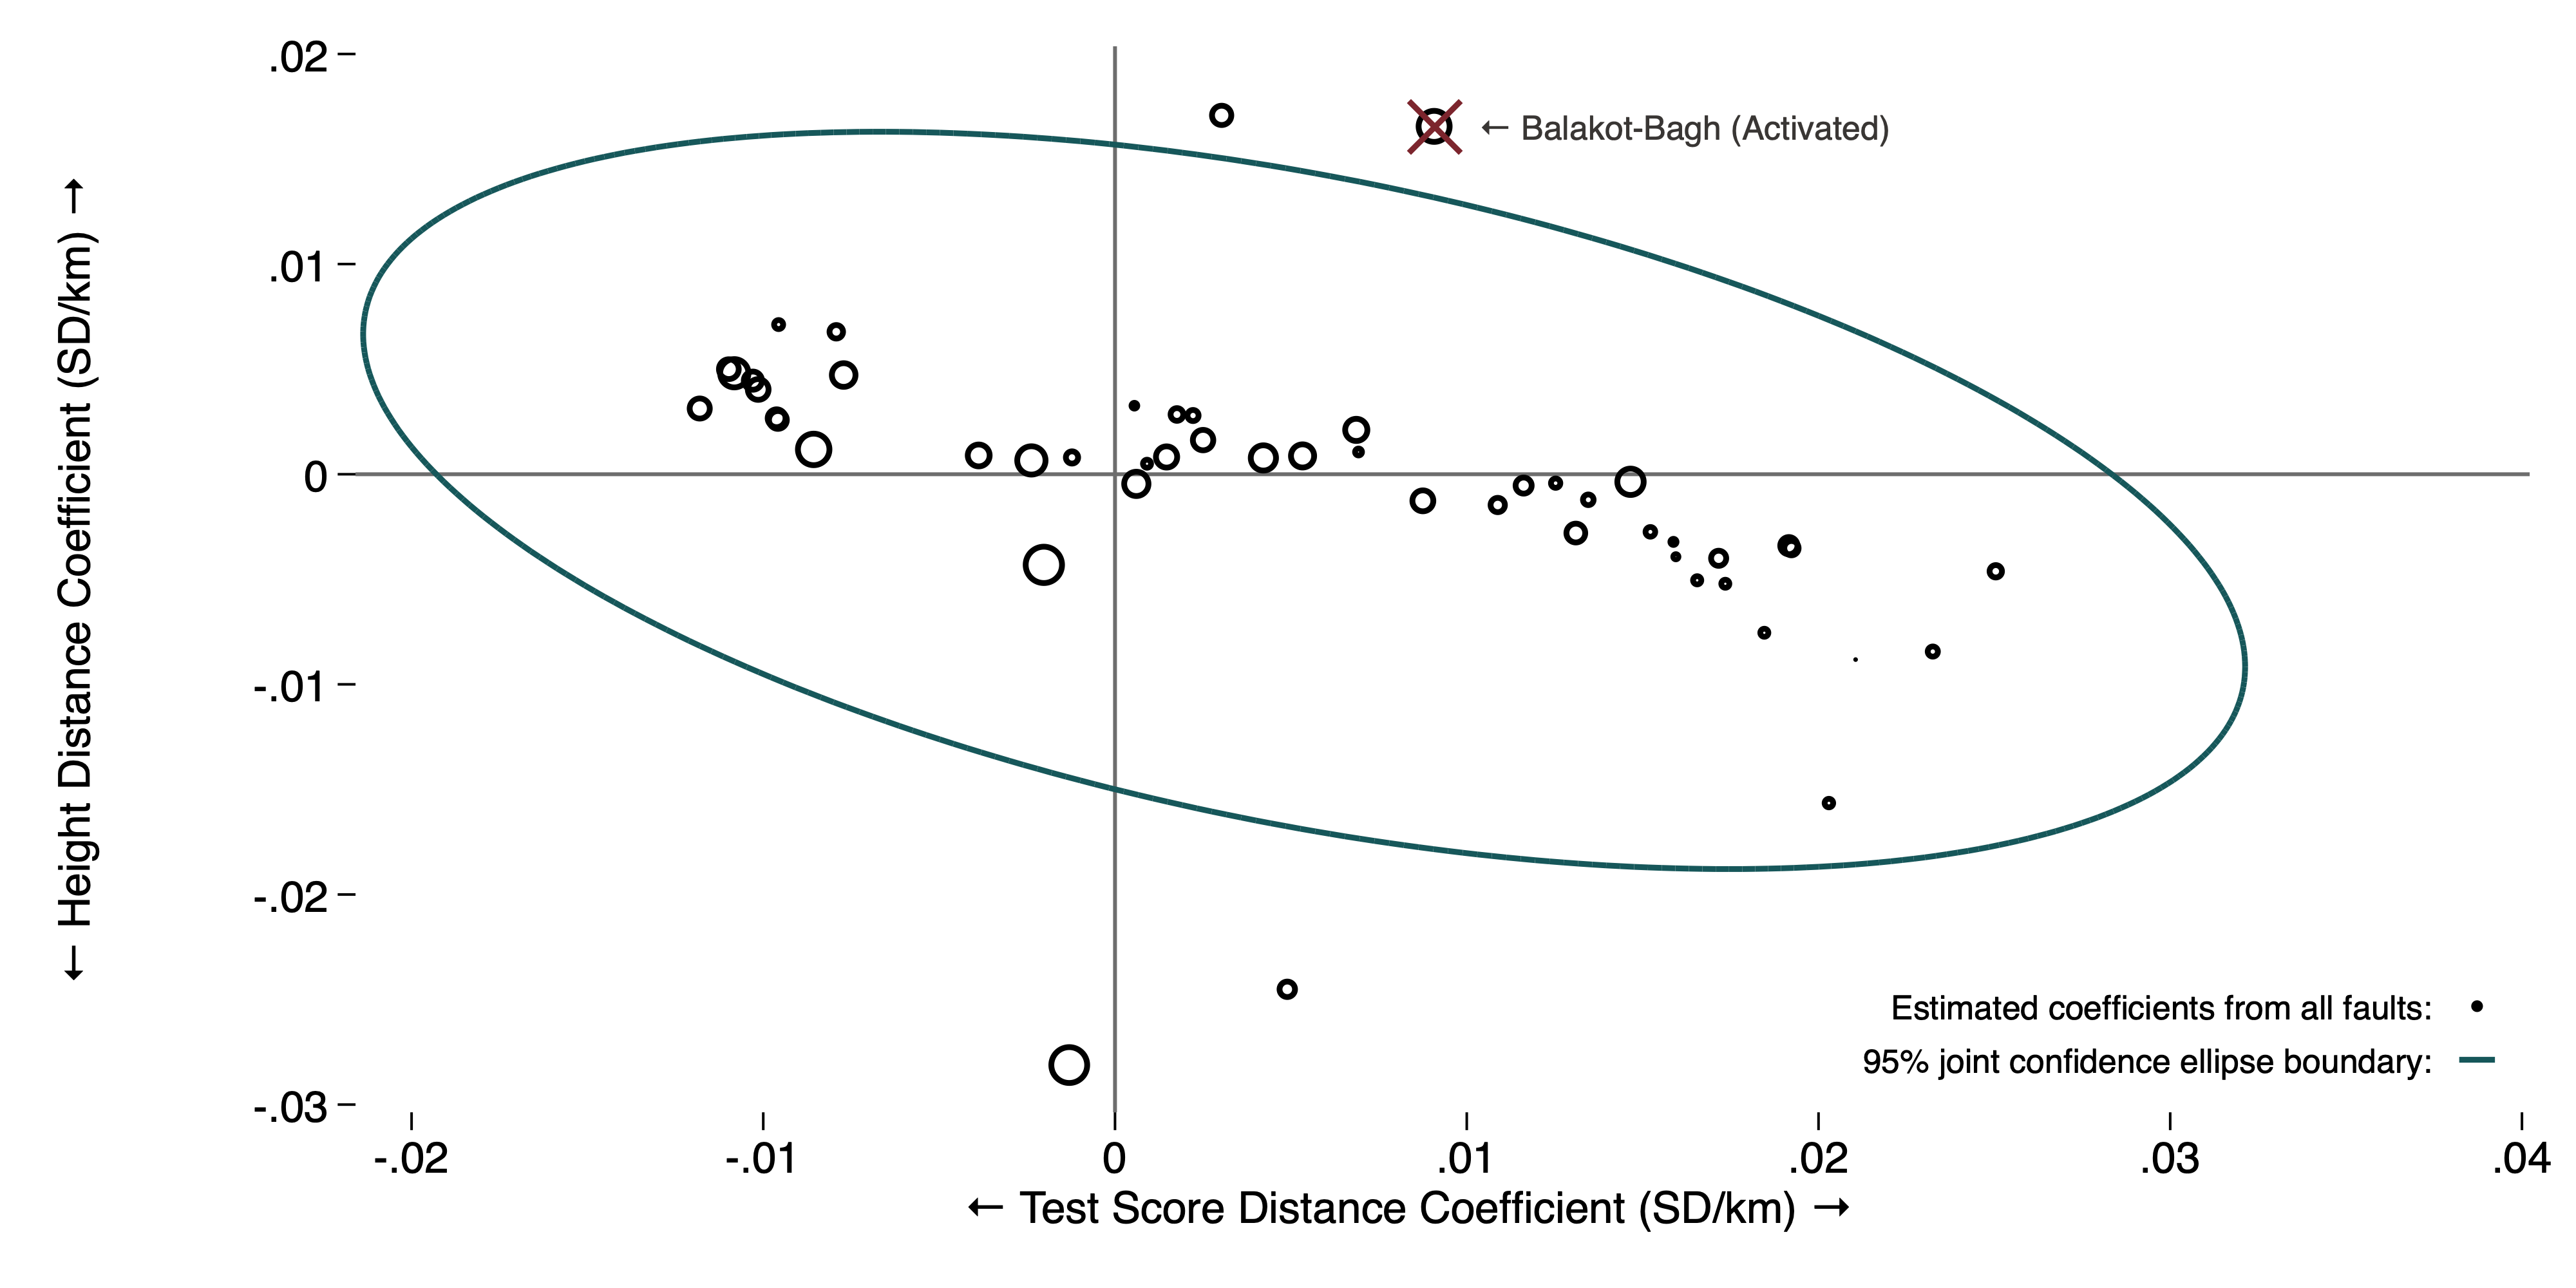 ← Height Distance Coefficient (SD/km) →
.02
.01
0
-.01
-.02
-.03
← Balakot-Bagh (Activated)
Estimated coefficients from all faults:
95% joint confidence ellipse boundary:
-.02 -.01 0 .01 .02 .03 .04
← Test Score Distance Coefficient (SD/km) →